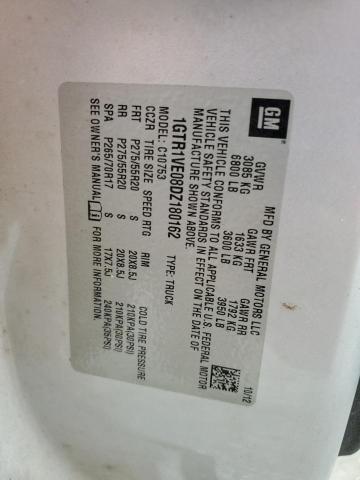 GM
MFD BY GENERAL MOTORS LLC
10/12
GVWR GAWR FRT GAWR RR
3085 KG 1633 KG 1792 KG
6800 LB 3600 LB 3950 LB
THIS VEHICLE CONFORMS TO ALL APPLICABLE U.S. FEDERAL MOTOR
VEHICLE SAFETY STANDARDS IN EFFECT ON THE DATE OF
MANUFACTURE SHOWN ABOVE.
1GTR1VE08DZ180162 TYPE: TRUCK
MODEL: C10753
CCZR TIRE SIZE SPEED RTG RIM COLD TIRE PRESSURE
FRT P275/55R20 S 20X8.5J 210KPA(30PSI)
RR P275/55R20 S 20X8.5J 210KPA(30PSI)
SPA P265/70R17 S 17X7.5J 240KPA(35PSI)
SEE OWNER'S MANUAL FOR MORE INFORMATION.